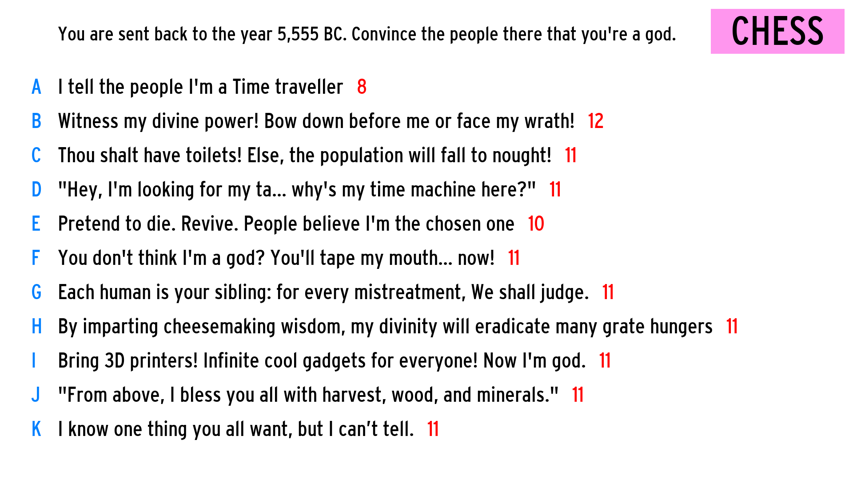 You are sent back to the year 5,555 BC. Convince the people there that you're a god.
CHESS
A I tell the people I'm a Time traveller 8
B Witness my divine power! Bow down before me or face my wrath! 12
C Thou shalt have toilets! Else, the population will fall to nought! 11
D "Hey, I'm looking for my ta... why's my time machine here?" 11
E Pretend to die. Revive. People believe I'm the chosen one 10
F You don't think I'm a god? You'll tape my mouth... now! 11
G Each human is your sibling: for every mistreatment, We shall judge. 11
H By imparting cheesemaking wisdom, my divinity will eradicate many grate hungers 11
I Bring 3D printers! Infinite cool gadgets for everyone! Now I'm god. 11
J "From above, I bless you all with harvest, wood, and minerals." 11
K I know one thing you all want, but I can’t tell. 11